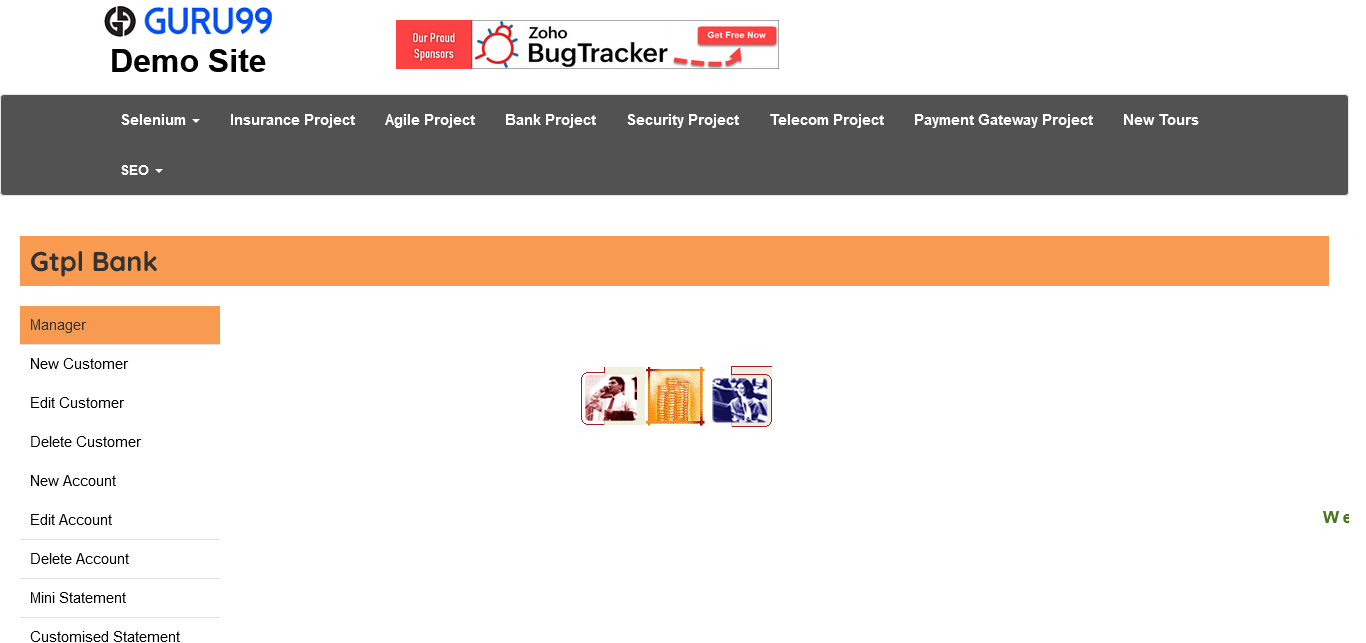 GURU99
Demo Site
Our Proud
Sponsors
Zoho
BugTracker
Get Free Now
Selenium
Insurance Project
Agile Project
Bank Project
Security Project
Telecom Project
Payment Gateway Project
New Tours
SEO
Gtpl Bank
Manager
New Customer
Edit Customer
Delete Customer
New Account
Edit Account
We
Delete Account
Mini Statement
Customised Statement